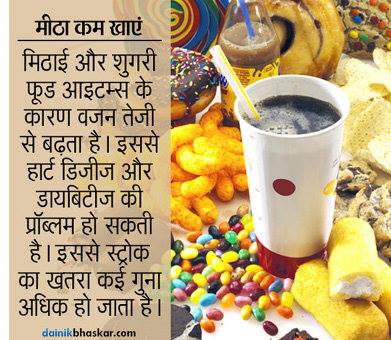 मीठा कम खाएं
मिठाई और शुगरी
फूड आइटम्स के
कारण वजन तेजी
से बढ़ता है। इससे
हार्ट डिजीज और
डायबिटीज की
प्रॉब्लम हो सकती
है। इससे स्ट्रोक
का खतरा कई गुना
अधिक हो जाता है।
dainikbhaskar.com